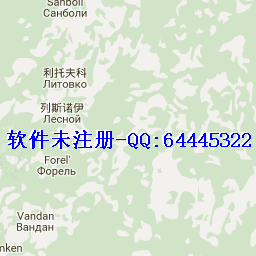 Sanboli
Санболи
利托夫科
Литовко
列斯诺伊
Лесной
软件未注册-QQ:64445322
Forel'
Форель
Vandan
Вандан
mken